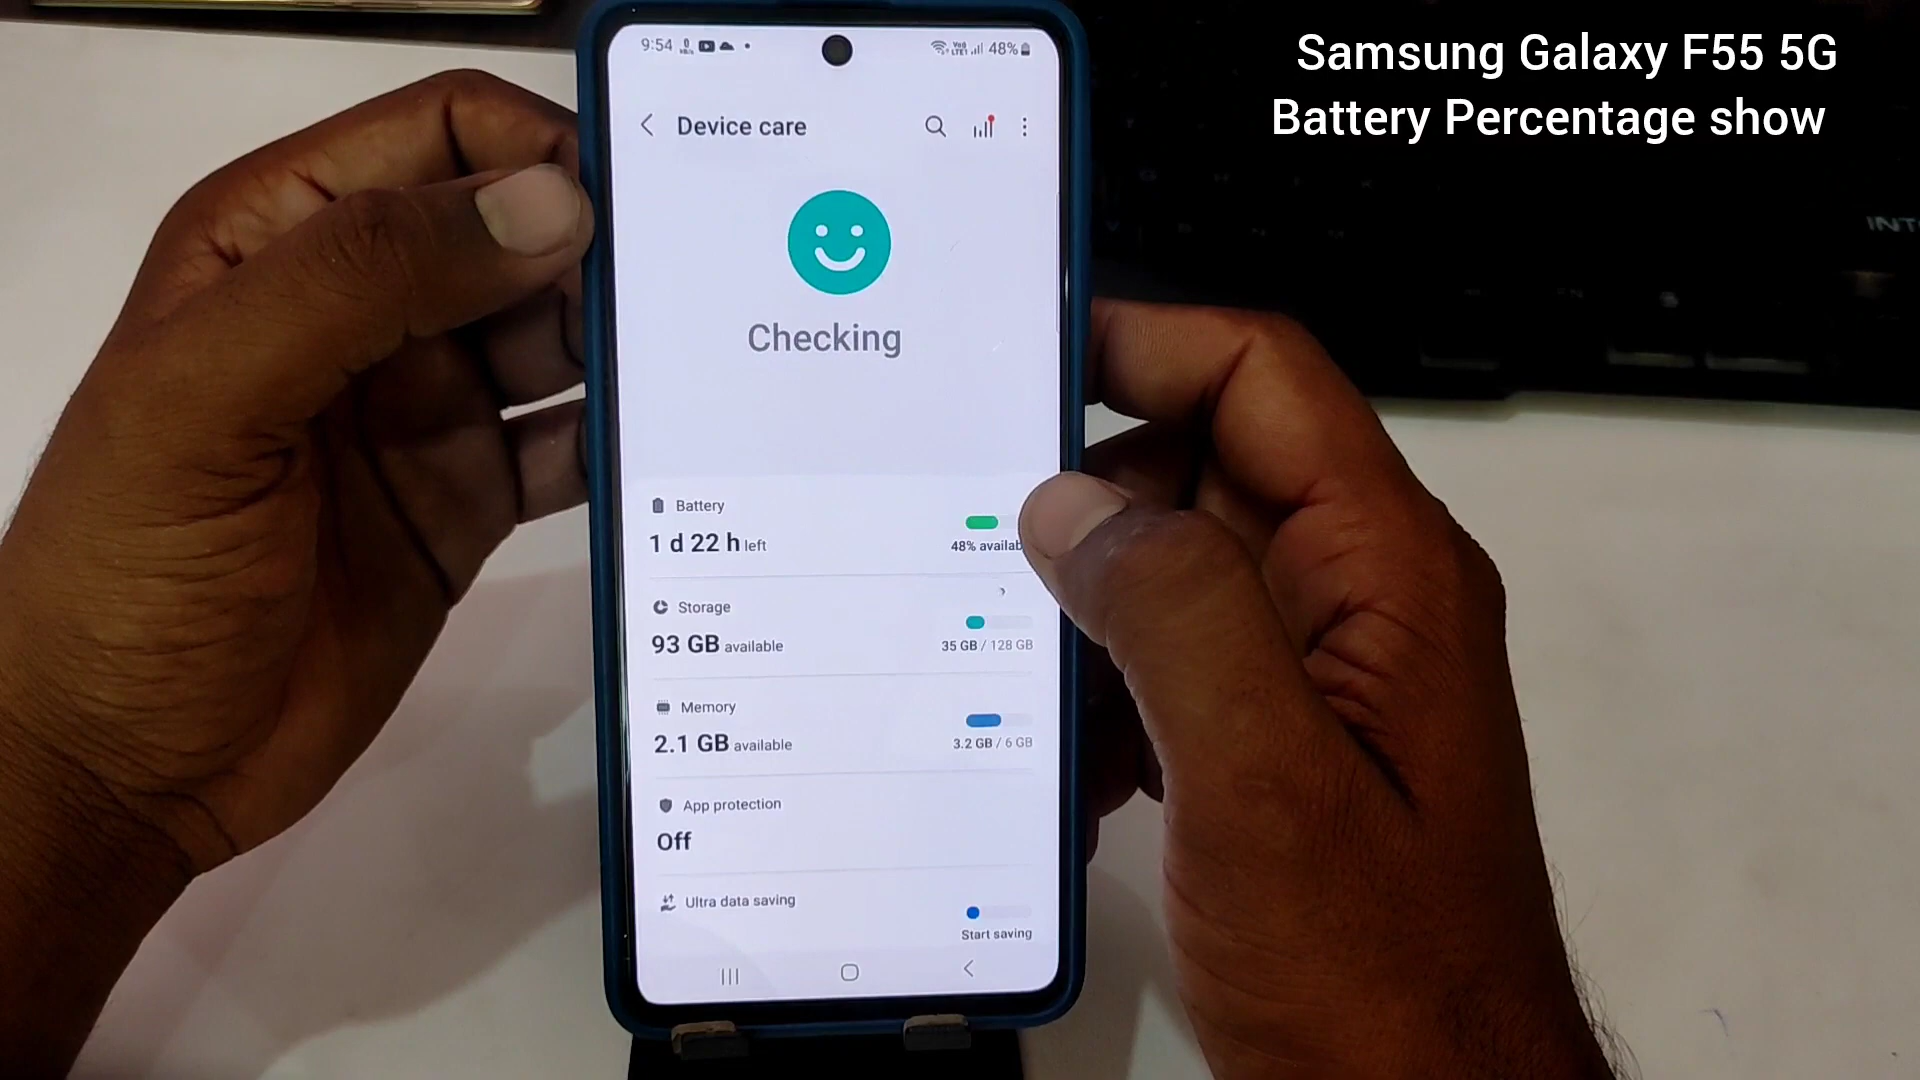 Samsung Galaxy F55 5G
Battery Percentage show
9:54
48%
Device care
Checking
Battery
1 d 22 h left
48% availab
Storage
93 GB available
35 GB / 128 GB
Memory
2.1 GB available
3.2 GB / 6 GB
App protection
Off
Ultra data saving
Start saving